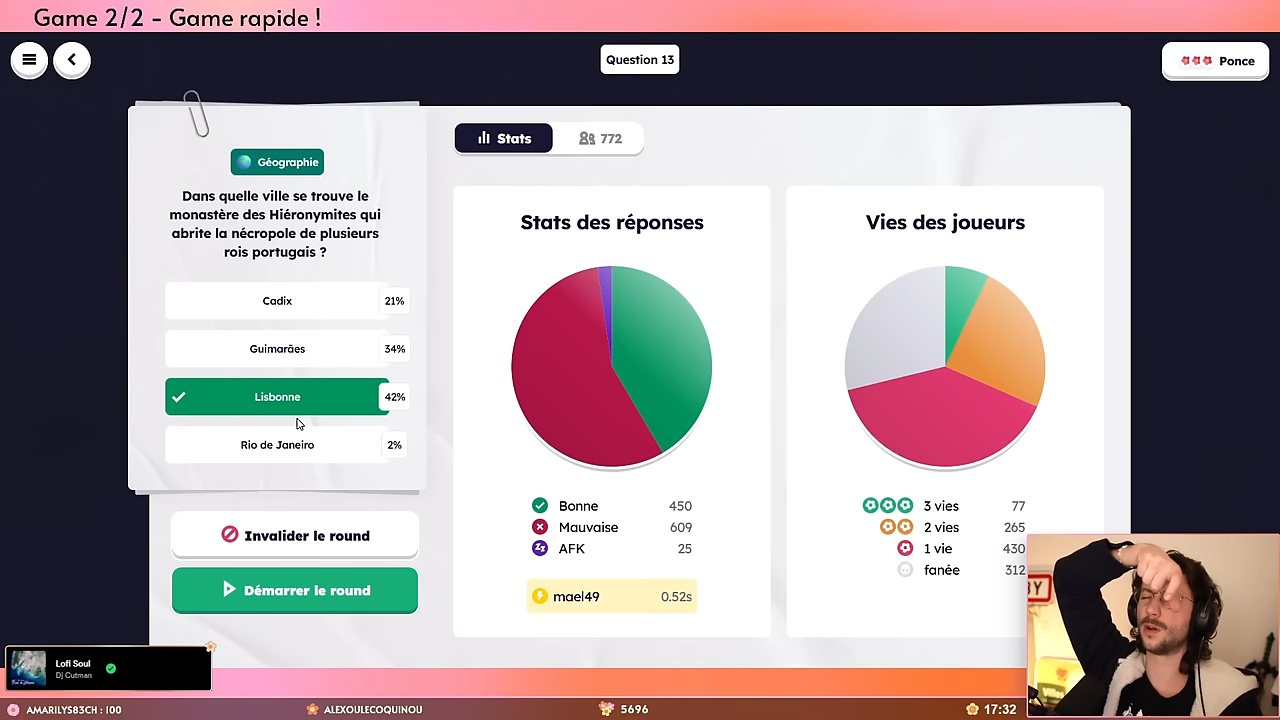 Game 2/2 - Game rapide !
Question 13
Ponce
Stats
772
Géographie
Dans quelle ville se trouve le
monastère des Hiéronymites qui
abrite la nécropole de plusieurs
rois portugais ?
Cadix
21%
Guimarães
34%
Lisbonne
42%
Rio de Janeiro
2%
Invalider le round
Démarrer le round
Stats des réponses
Bonne 450
Mauvaise 609
AFK 25
mael49 0.52s
Vies des joueurs
3 vies 77
2 vies 265
1 vie 430
fanée 312
Lofi Soul
Dj Cutman
AMARILYS83CH : 100
ALEXOULECOQUINOU
5696
17:32